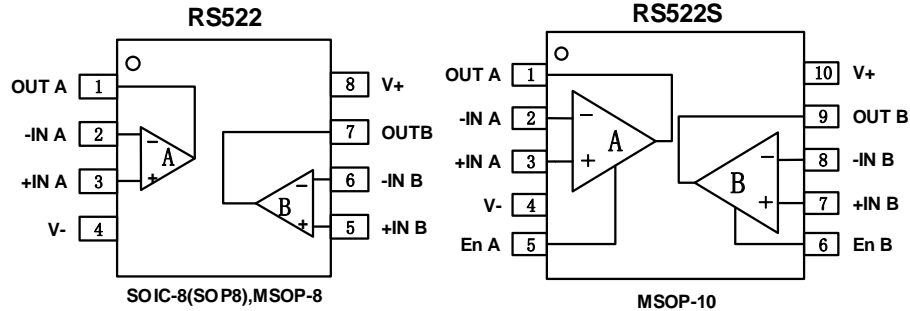 RS522
OUT A 1
-IN A 2
+IN A 3
V- 4
8 V+
7 OUTB
6 -IN B
5 +IN B
− A +
− B +
SOIC-8(SOP8),MSOP-8
RS522S
OUT A 1
-IN A 2
+IN A 3
V- 4
En A 5
10 V+
9 OUT B
8 -IN B
7 +IN B
6 En B
− A +
− B +
MSOP-10